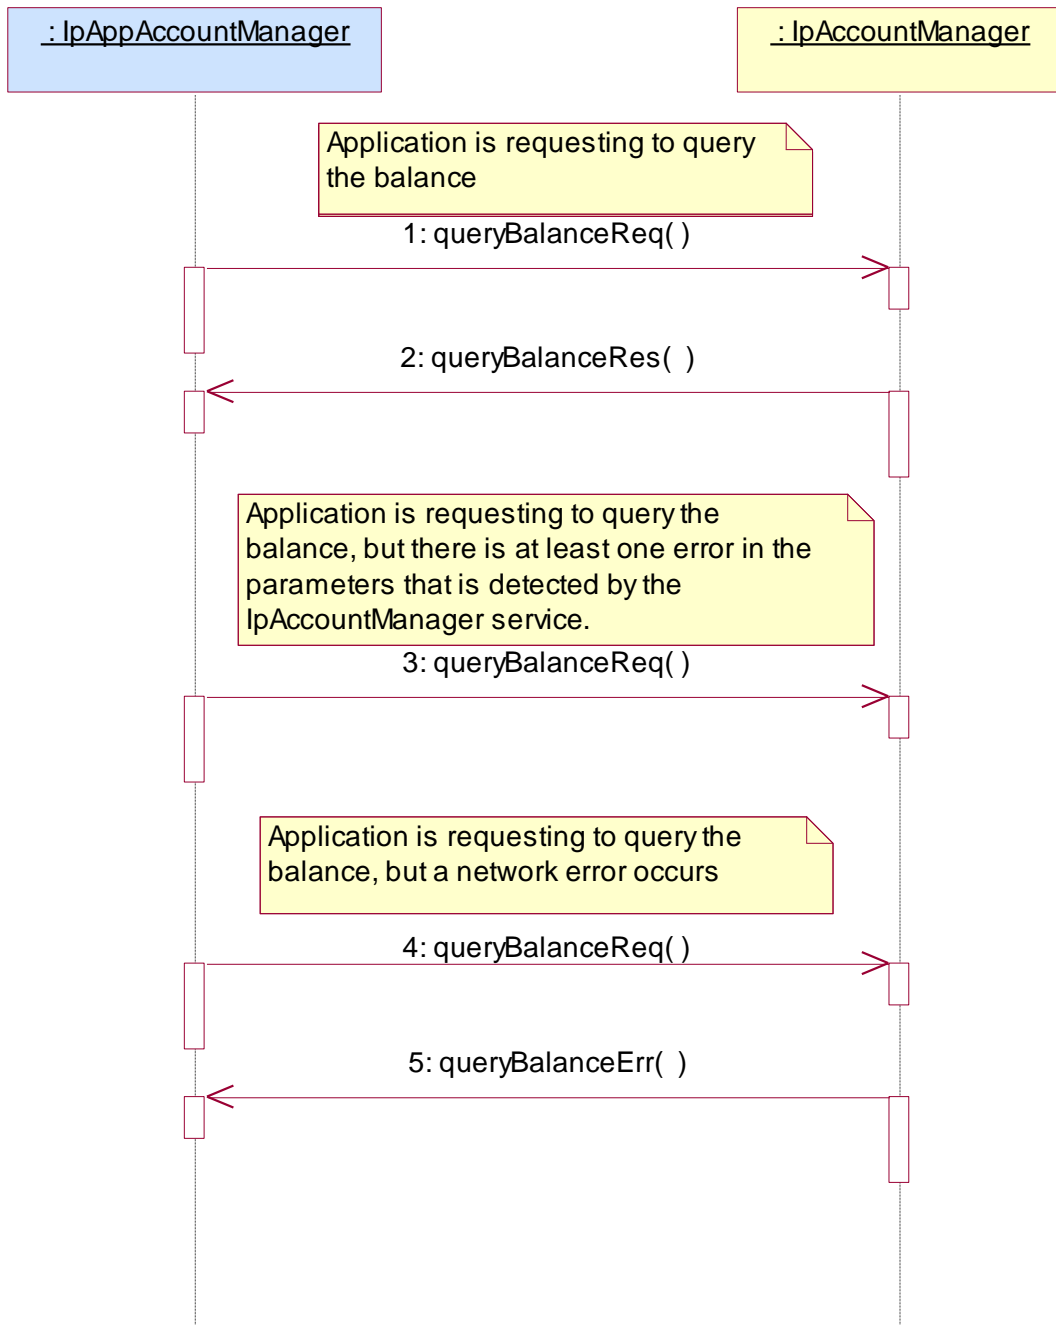 : IpAppAccountManager
: IpAccountManager
Application is requesting to query
the balance
1: queryBalanceReq( )
2: queryBalanceRes(  )
Application is requesting to query the
balance, but there is at least one error in the
parameters that is detected by the
IpAccountManager service.
3: queryBalanceReq( )
Application is requesting to query the
balance, but a network error occurs
4: queryBalanceReq( )
5: queryBalanceErr(  )